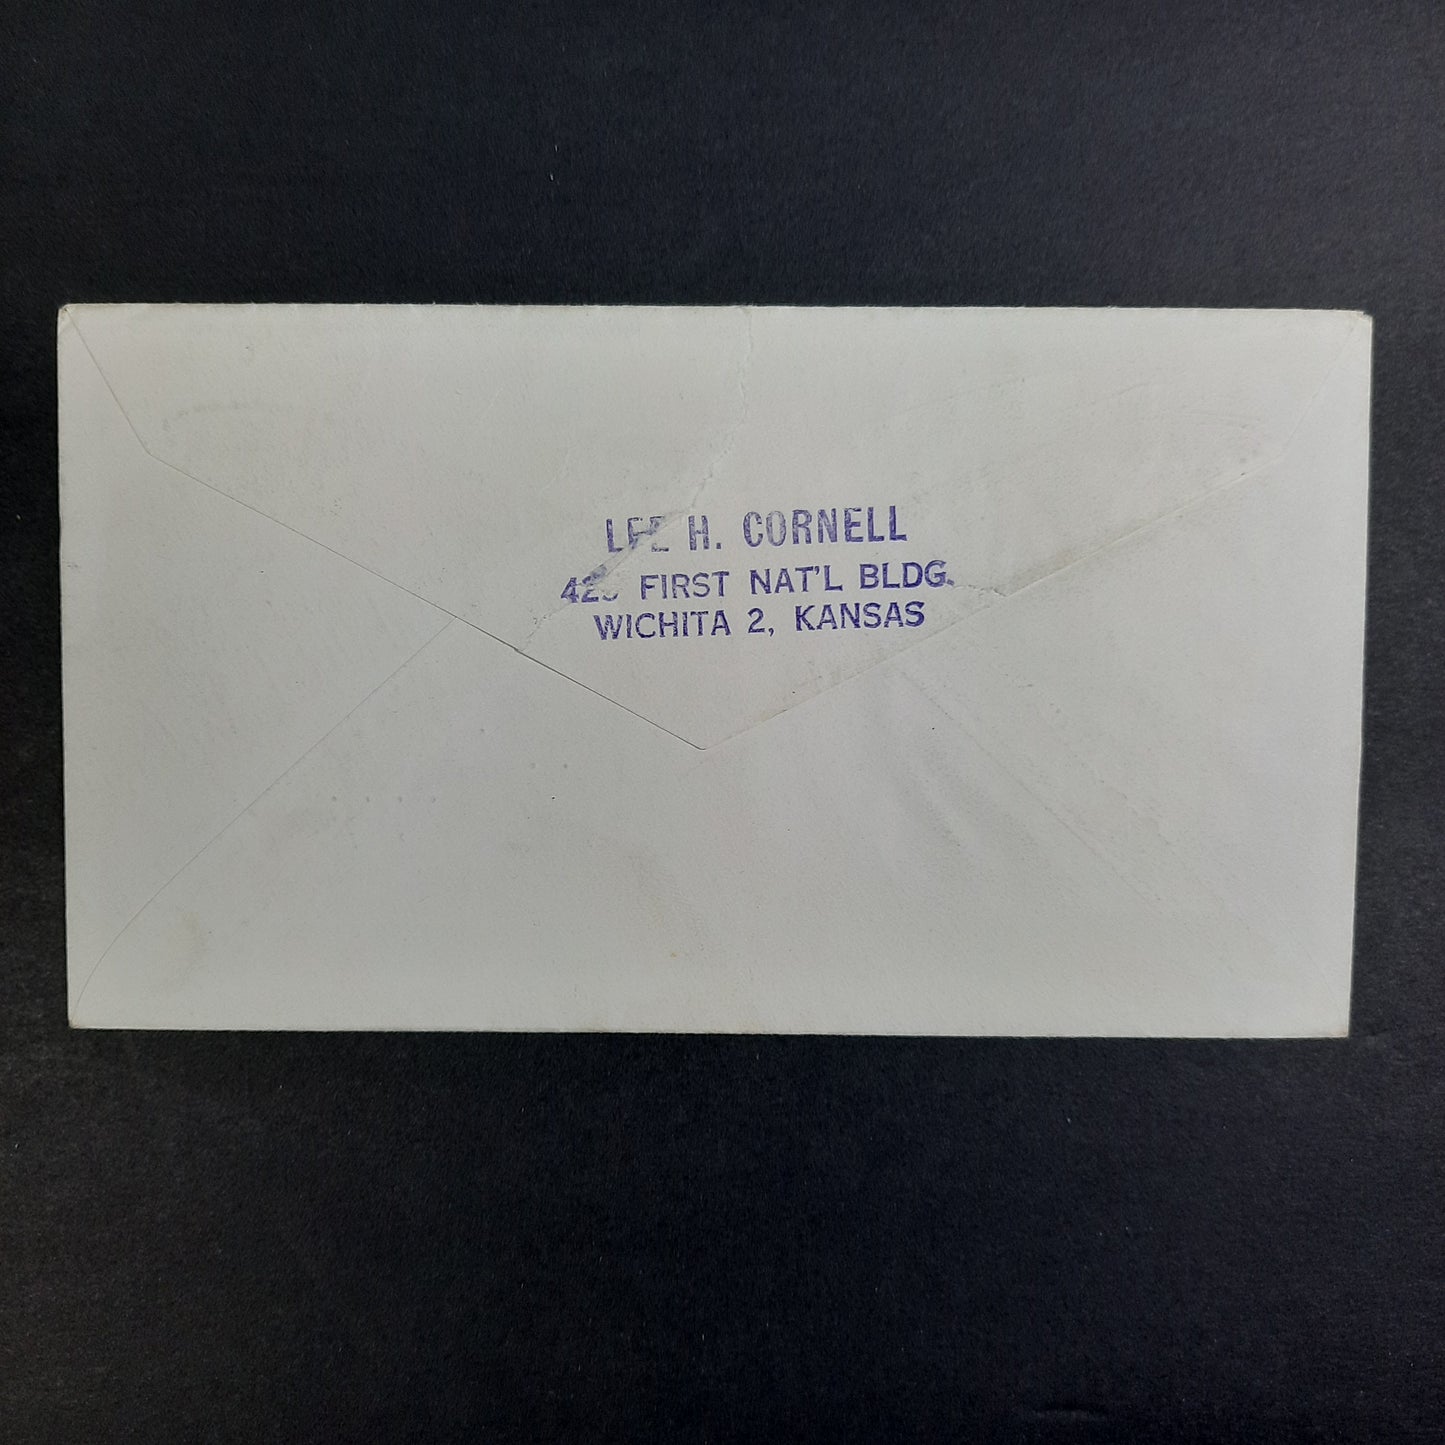 LEE H. CORNELL
FIRST NAT'L BLDG.
WICHITA 2, KANSAS